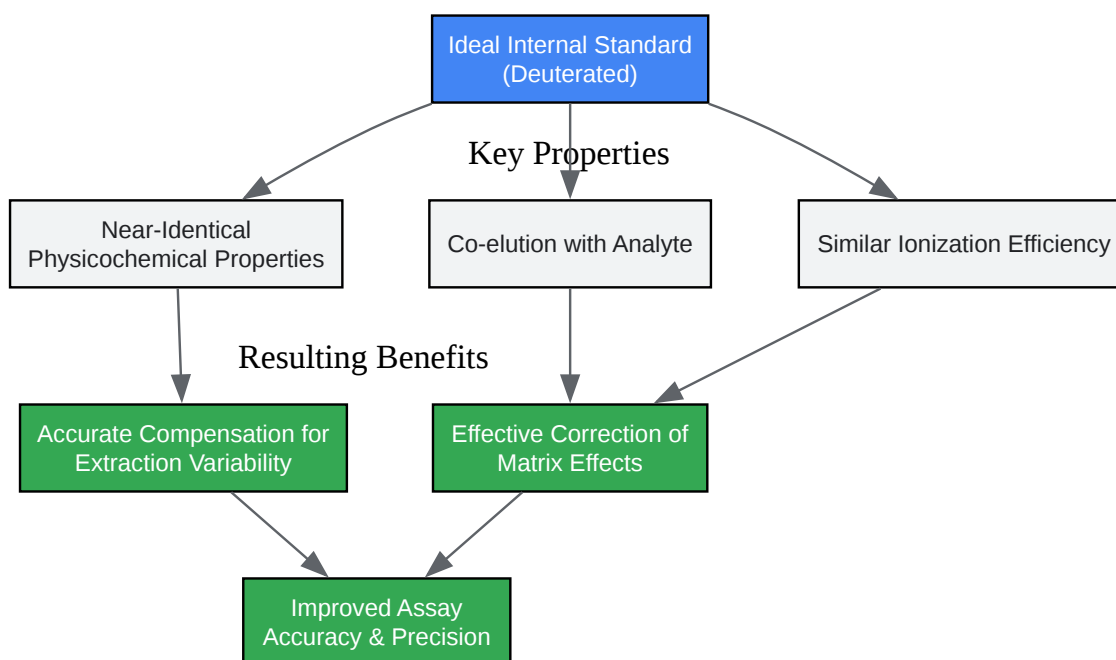 Ideal Internal Standard
(Deuterated)
Key Properties
Near-Identical
Physicochemical Properties
Co-elution with Analyte
Similar Ionization Efficiency
Resulting Benefits
Accurate Compensation for
Extraction Variability
Effective Correction of
Matrix Effects
Improved Assay
Accuracy & Precision